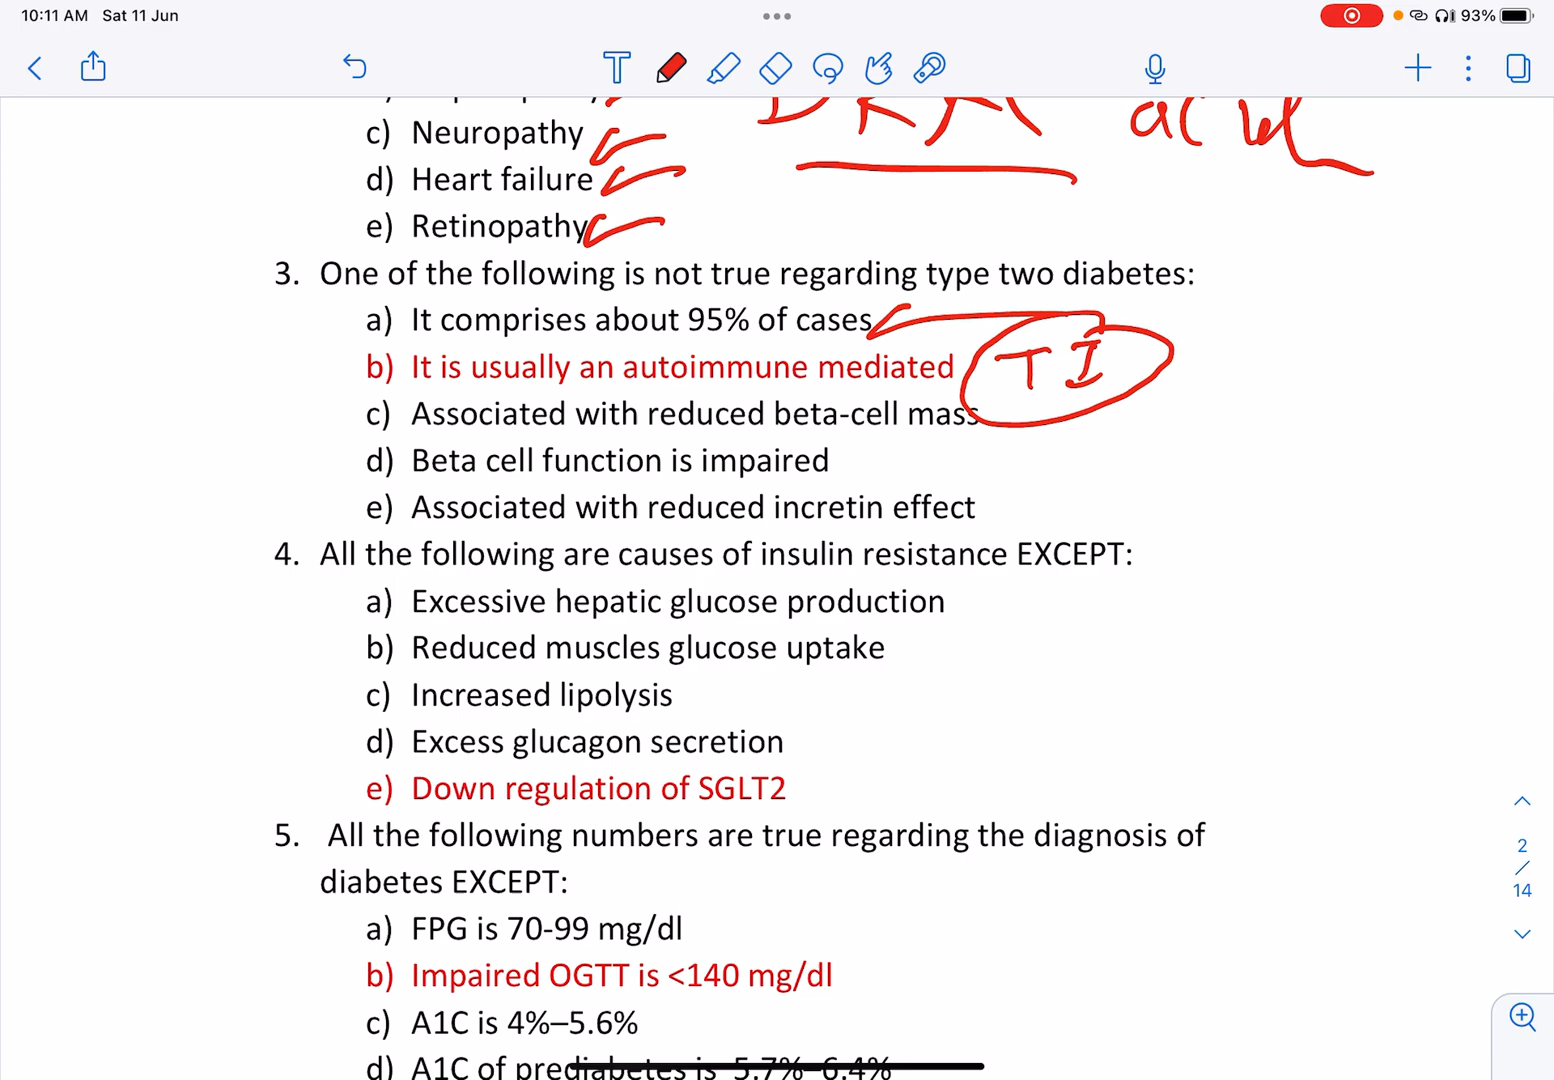 10:11 AM Sat 11 Jun
93%
T
DKA acid
c) Neuropathy
d) Heart failure
e) Retinopathy
3. One of the following is not true regarding type two diabetes:
a) It comprises about 95% of cases
b) It is usually an autoimmune mediated
T I
c) Associated with reduced beta-cell mass
d) Beta cell function is impaired
e) Associated with reduced incretin effect
4. All the following are causes of insulin resistance EXCEPT:
a) Excessive hepatic glucose production
b) Reduced muscles glucose uptake
c) Increased lipolysis
d) Excess glucagon secretion
e) Down regulation of SGLT2
5. All the following numbers are true regarding the diagnosis of
diabetes EXCEPT:
a) FPG is 70-99 mg/dl
b) Impaired OGTT is <140 mg/dl
c) A1C is 4%–5.6%
d) A1C of prediabetes is 5.7%–6.4%
2
/
14